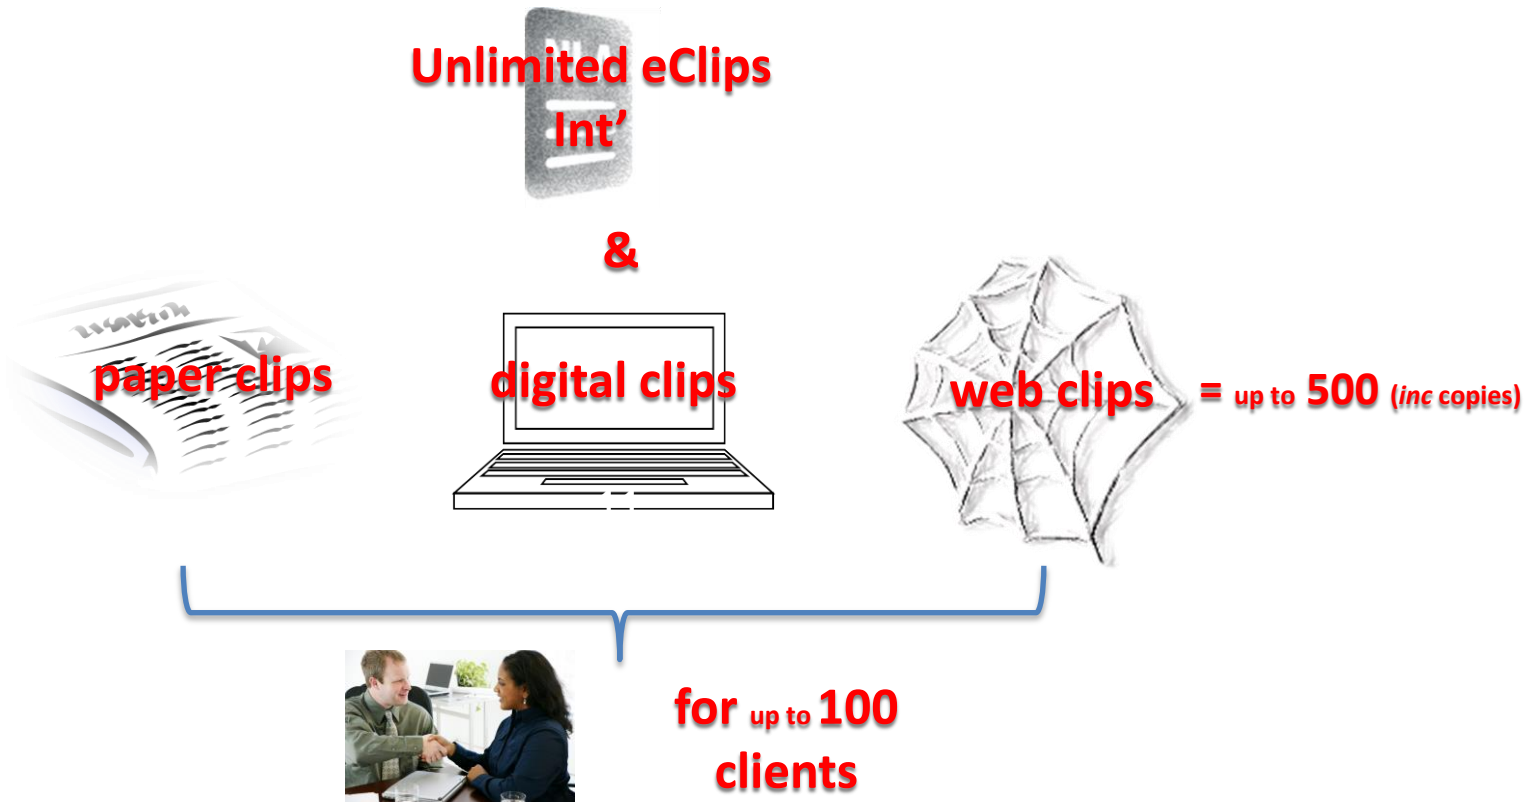 NLA
Unlimited eClips
Int’
&
paper clips
digital clips
web clips
= up to 500 (inc copies)
for up to 100
clients